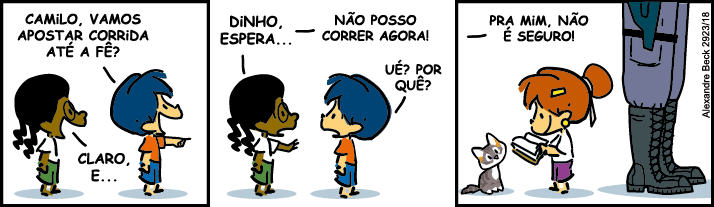 CAMILO, VAMOS
APOSTAR CORRIDA
ATÉ A FÊ?
CLARO,
E...
DINHO,
ESPERA...
NÃO POSSO
CORRER AGORA!
UÉ? POR
QUÊ?
PRA MIM, NÃO
É SEGURO!
Alexandre Beck 2923/18